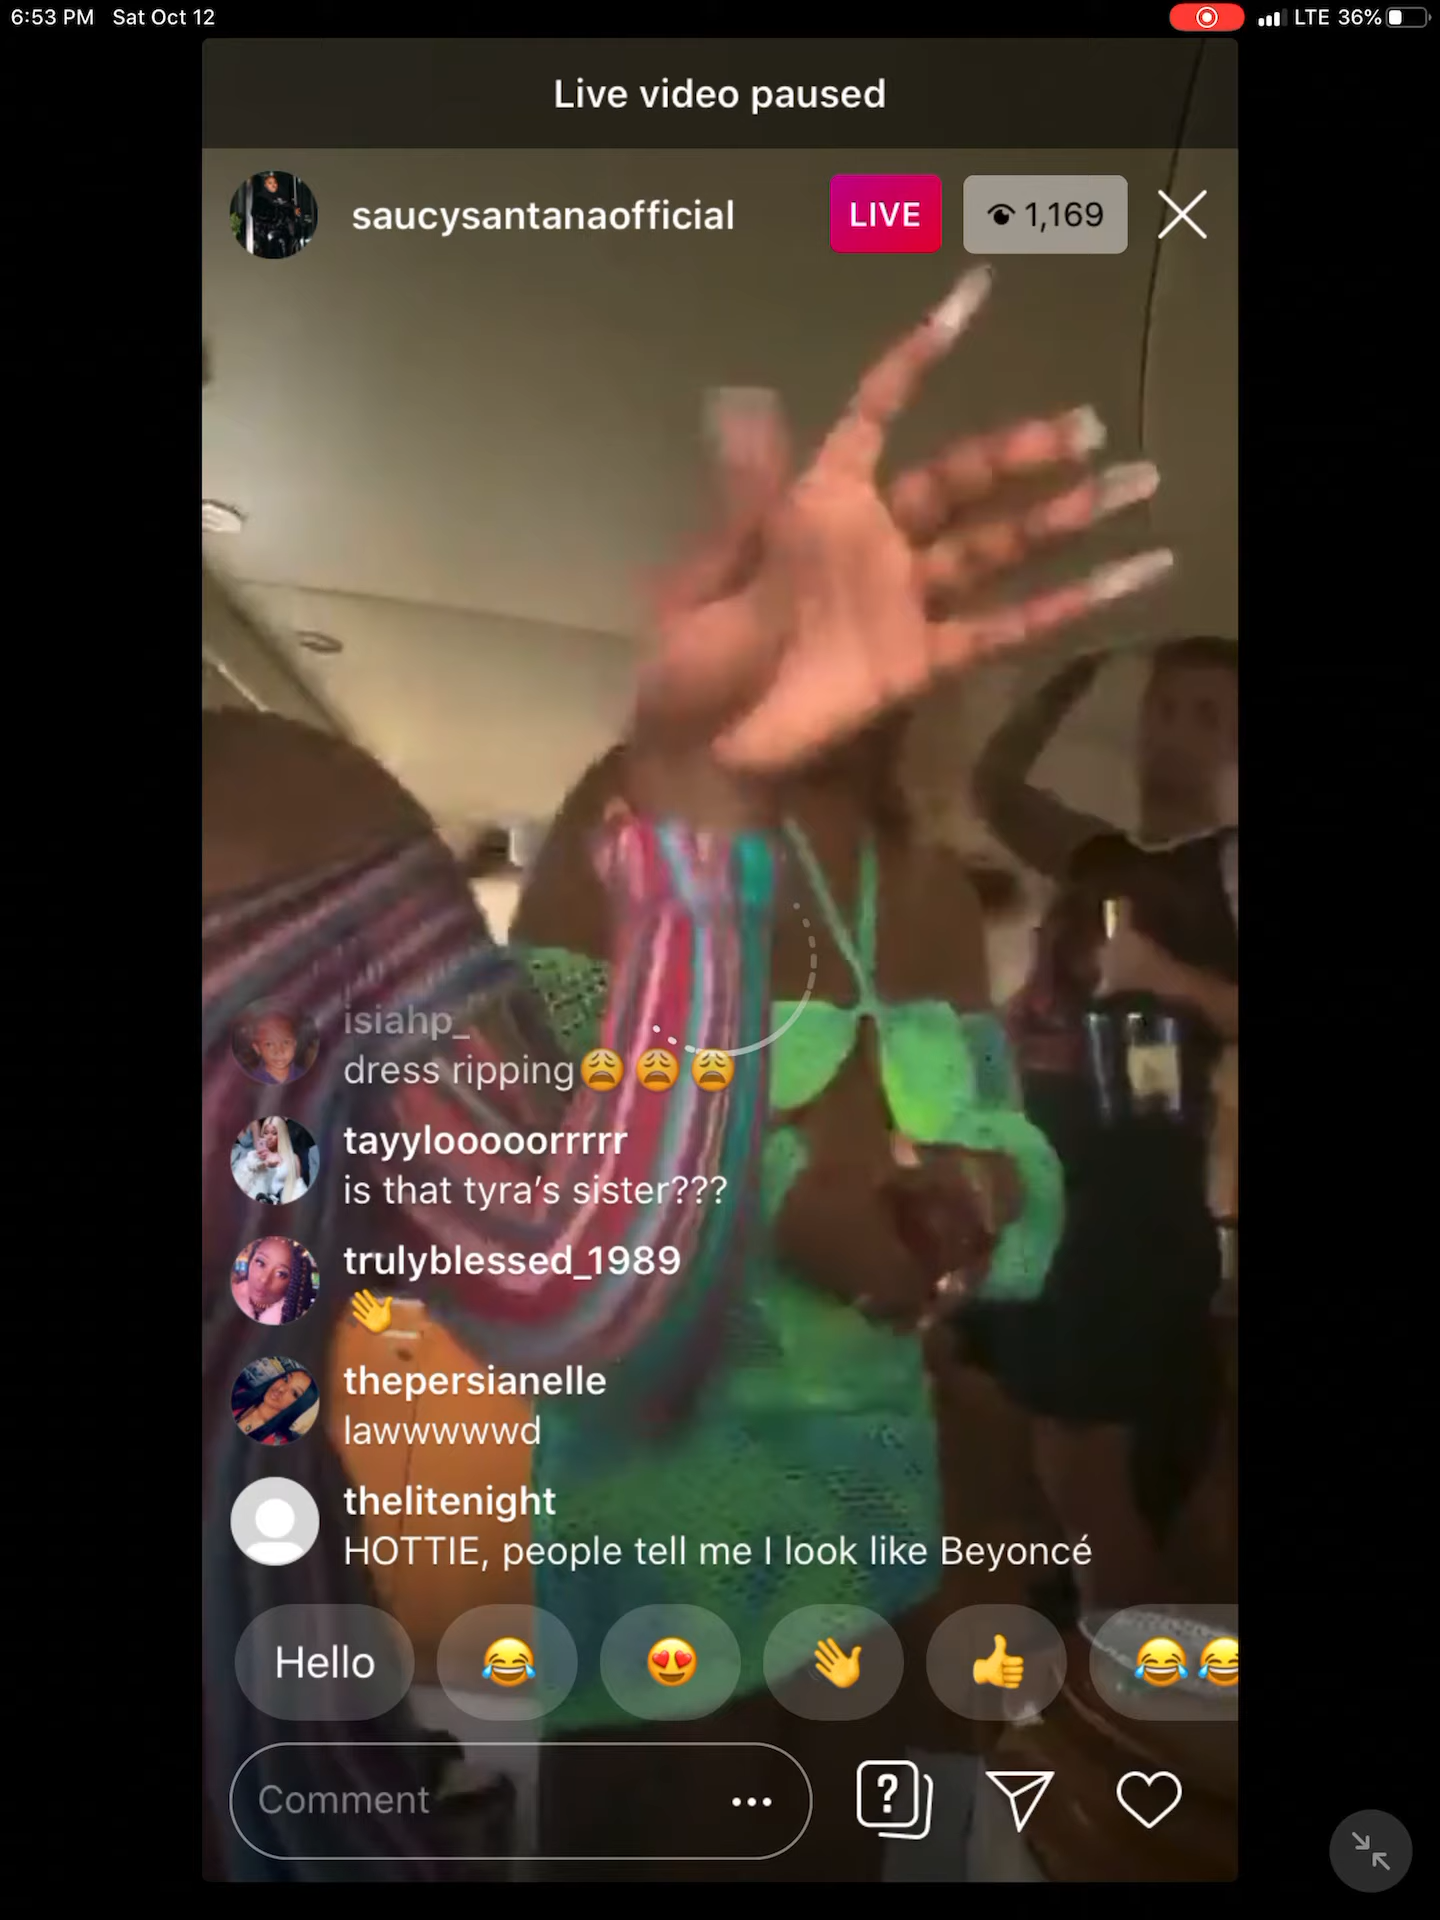 6:53 PM Sat Oct 12
LTE 36%
Live video paused
saucysantanaofficial
LIVE
1,169
isiahp_
dress ripping😩😩😩
tayylooooorrrrr
is that tyra’s sister???
trulyblessed_1989
👋
thepersianelle
lawwwwwd
thelitenight
HOTTIE, people tell me I look like Beyoncé
Hello 😂 😍 👋 👍 😂😂
Comment
?